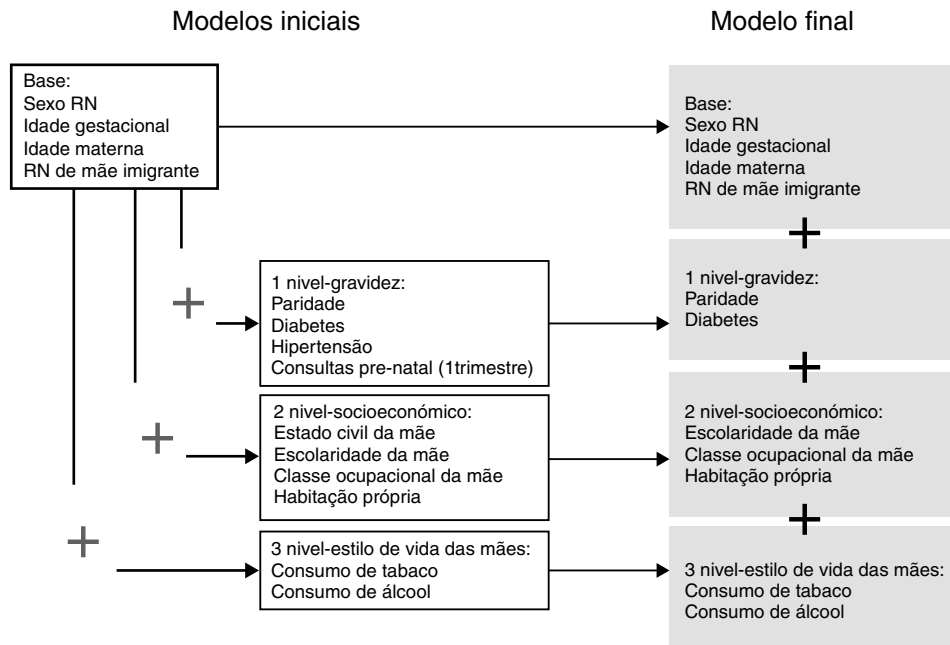 Modelos iniciais
Modelo final
Base:
Sexo RN
Idade gestacional
Idade materna
RN de mãe imigrante
Base:
Sexo RN
Idade gestacional
Idade materna
RN de mãe imigrante
+
+
1 nivel-gravidez:
Paridade
Diabetes
Hipertensão
Consultas pre-natal (1trimestre)
1 nivel-gravidez:
Paridade
Diabetes
+
+
2 nivel-socioeconómico:
Estado civil da mãe
Escolaridade da mãe
Classe ocupacional da mãe
Habitação própria
2 nivel-socioeconómico:
Escolaridade da mãe
Classe ocupacional da mãe
Habitação própria
+
+
3 nivel-estilo de vida das mães:
Consumo de tabaco
Consumo de álcool
3 nivel-estilo de vida das mães:
Consumo de tabaco
Consumo de álcool